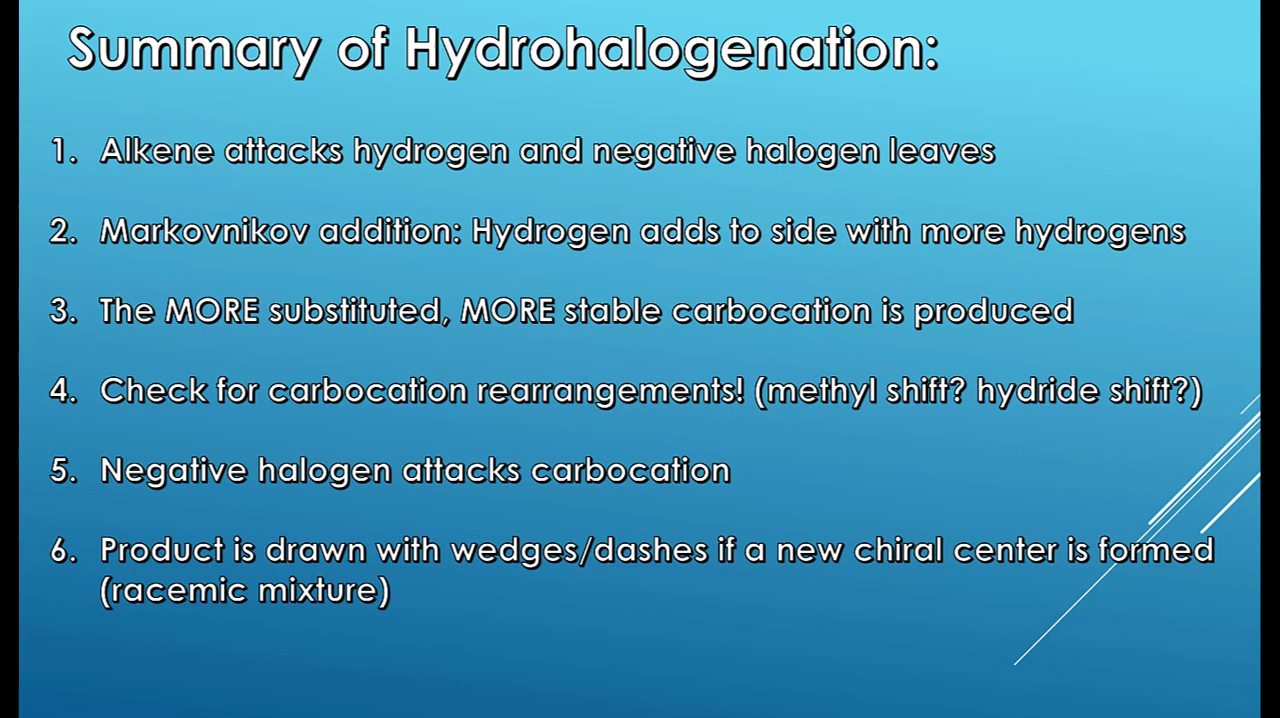 Summary of Hydrohalogenation:
1. Alkene attacks hydrogen and negative halogen leaves
2. Markovnikov addition: Hydrogen adds to side with more hydrogens
3. The MORE substituted, MORE stable carbocation is produced
4. Check for carbocation rearrangements! (methyl shift? hydride shift?)
5. Negative halogen attacks carbocation
6. Product is drawn with wedges/dashes if a new chiral center is formed
(racemic mixture)